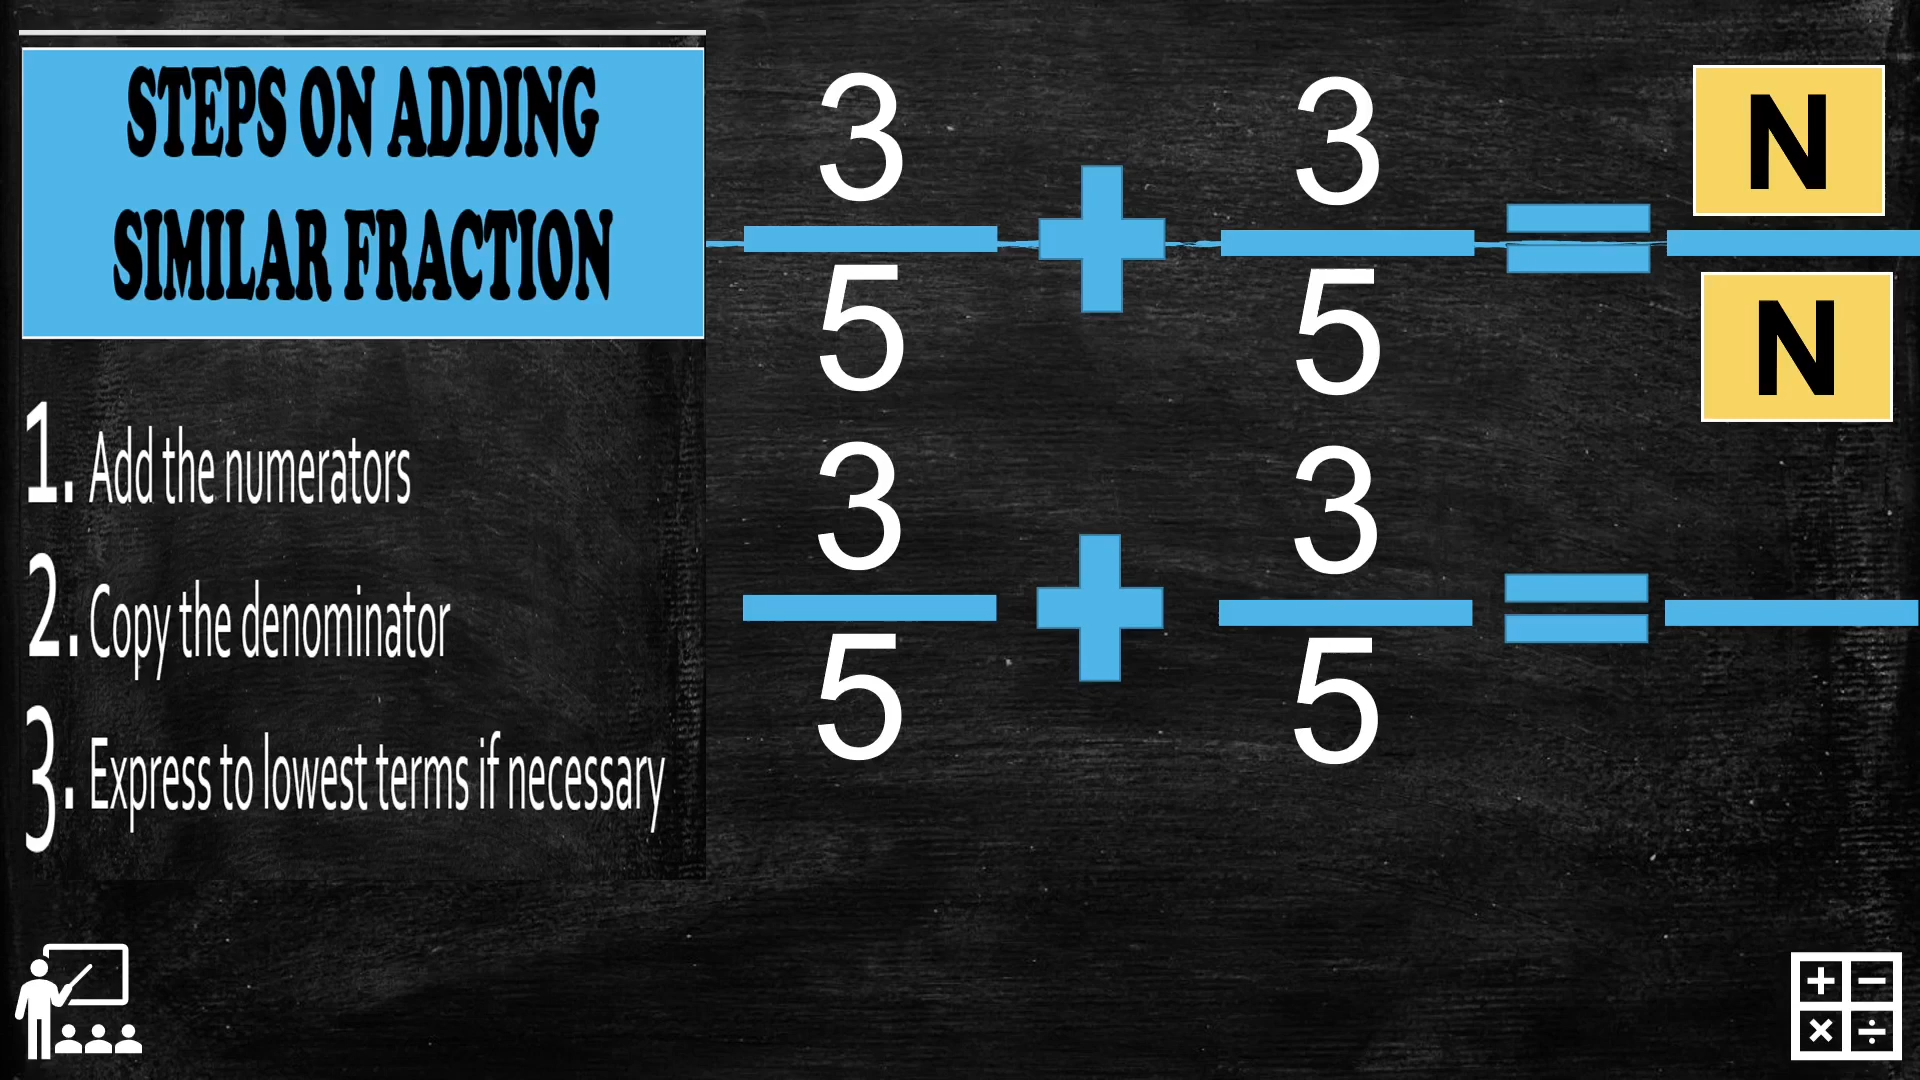 STEPS ON ADDING
SIMILAR FRACTION
1. Add the numerators
2. Copy the denominator
3. Express to lowest terms if necessary
3 3 N
+ =
5 5 N
3 3
+ =
5 5
+ −
× ÷